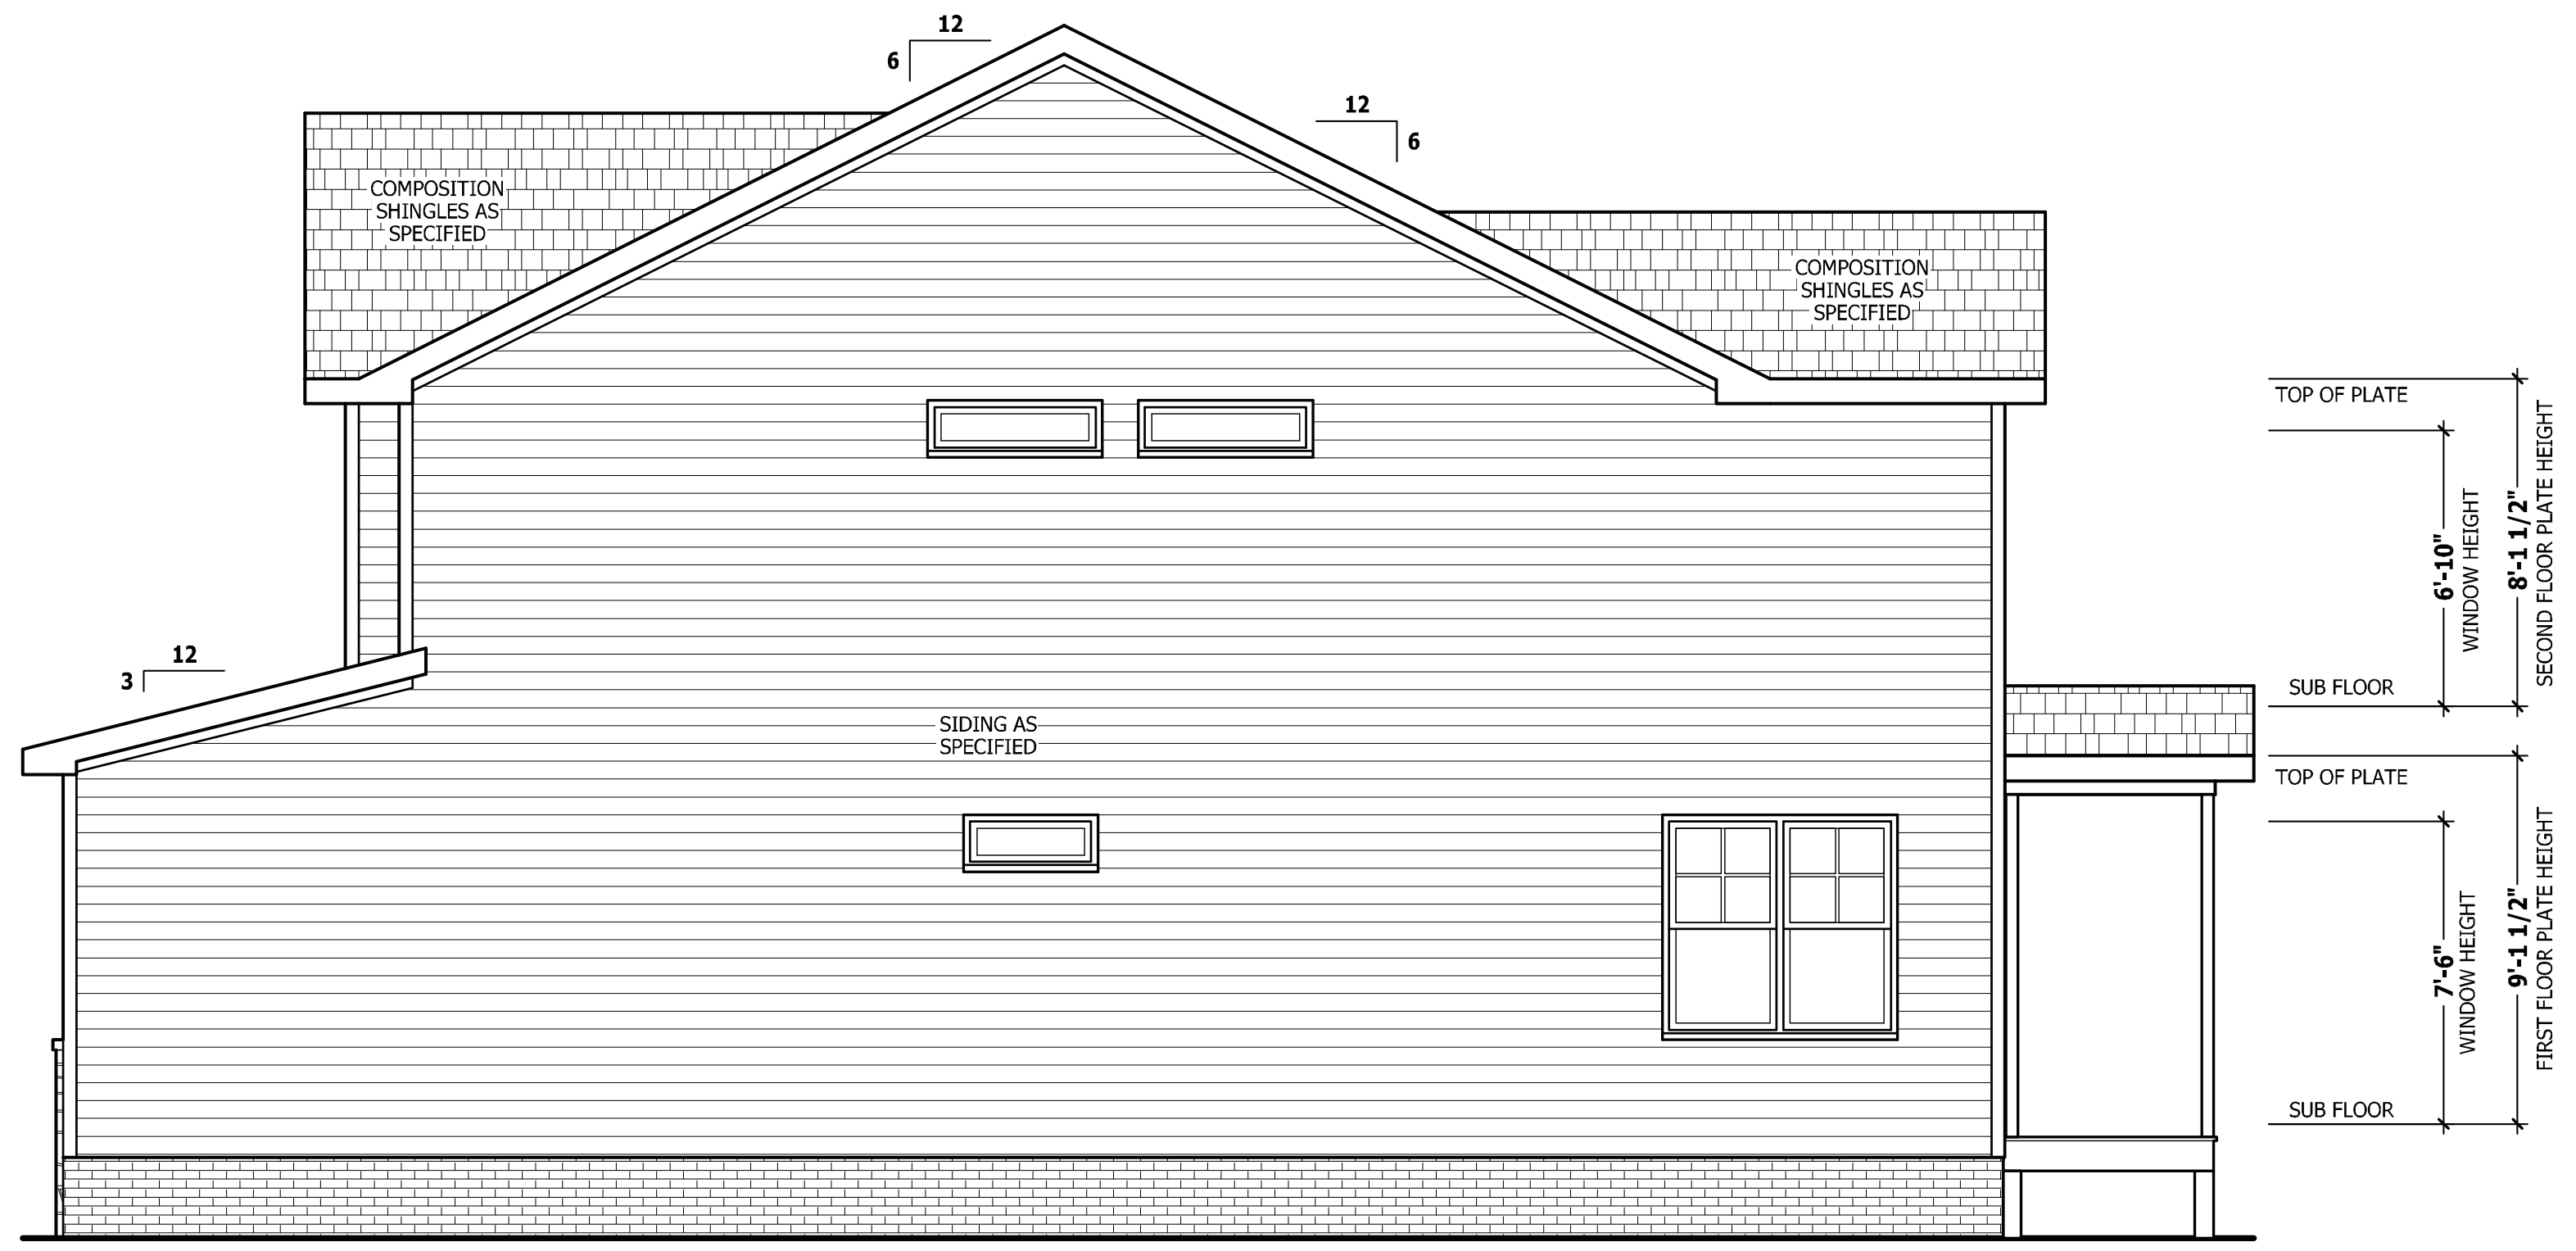 12
6
12
6
COMPOSITION
SHINGLES AS
SPECIFIED
COMPOSITION
SHINGLES AS
SPECIFIED
TOP OF PLATE
6'-10"
WINDOW HEIGHT
8'-1 1/2"
SECOND FLOOR PLATE HEIGHT
12
3
SUB FLOOR
SIDING AS
SPECIFIED
TOP OF PLATE
7'-6"
WINDOW HEIGHT
9'-1 1/2"
FIRST FLOOR PLATE HEIGHT
SUB FLOOR